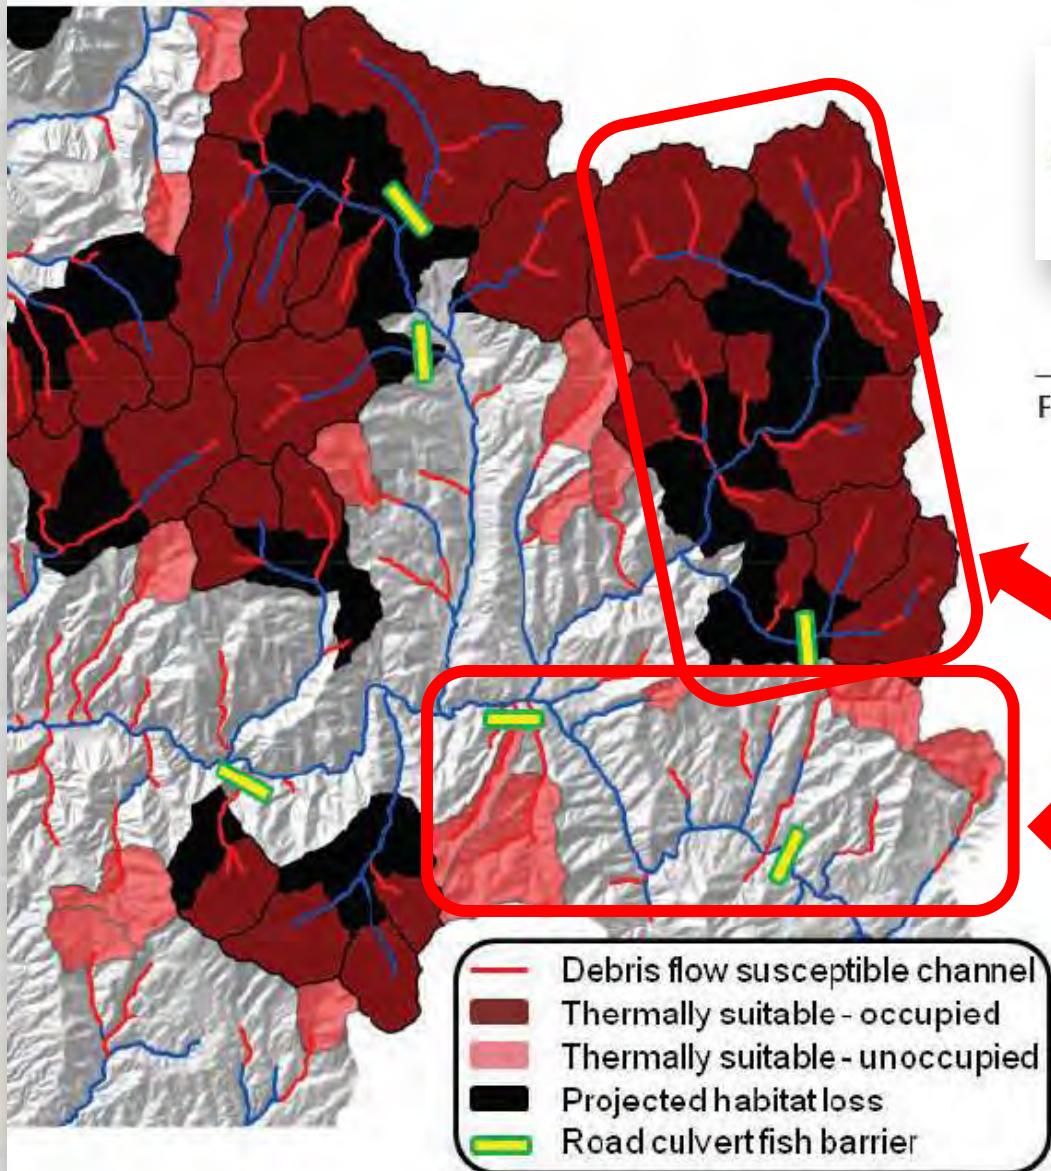 F
Debris flow susceptible channel
Thermally suitable - occupied
Thermally suitable - unoccupied
Projected habitat loss
Road culvert fish barrier